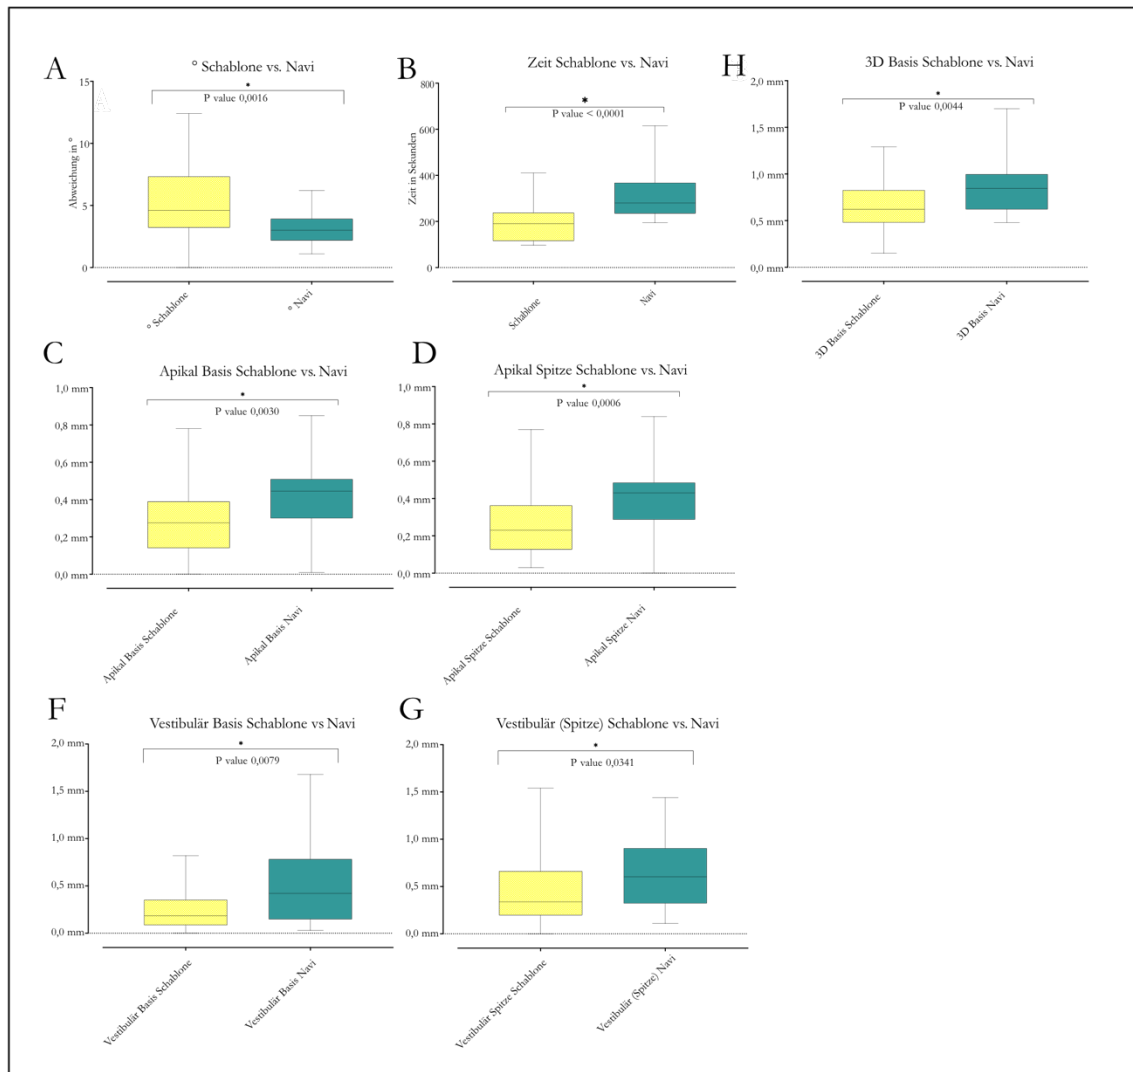 A
° Schablone vs. Navi
*
P value 0,0016
Abweichung in °
15
10
5
0
° Schablone
° Navi
B
Zeit Schablone vs. Navi
*
P value < 0,0001
Zeit in Sekunden
800
600
400
200
0
Schablone
Navi
H
3D Basis Schablone vs. Navi
*
P value 0,0044
2,0 mm
1,5 mm
1,0 mm
0,5 mm
0,0 mm
3D Basis Schablone
3D Basis Navi
C
Apikal Basis Schablone vs. Navi
*
P value 0,0030
1,0 mm
0,8 mm
0,6 mm
0,4 mm
0,2 mm
0,0 mm
Apikal Basis Schablone
Apikal Basis Navi
D
Apikal Spitze Schablone vs. Navi
*
P value 0,0006
1,0 mm
0,8 mm
0,6 mm
0,4 mm
0,2 mm
0,0 mm
Apikal Spitze Schablone
Apikal Spitze Navi
F
Vestibulär Basis Schablone vs Navi
*
P value 0,0079
2,0 mm
1,5 mm
1,0 mm
0,5 mm
0,0 mm
Vestibulär Basis Schablone
Vestibulär Basis Navi
G
Vestibulär (Spitze) Schablone vs. Navi
*
P value 0,0341
2,0 mm
1,5 mm
1,0 mm
0,5 mm
0,0 mm
Vestibulär Spitze Schablone
Vestibulär (Spitze) Navi